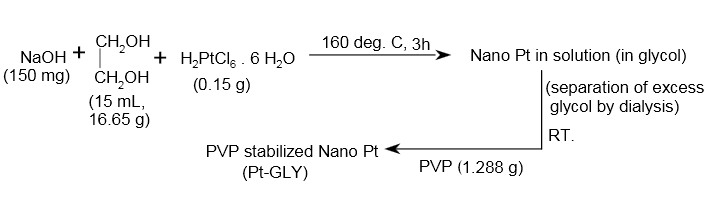 NaOH + CH₂OH + H₂PtCl₆ . 6 H₂O 160 deg. C, 3h Nano Pt in solution (in glycol)
(150 mg) CH₂OH (0.15 g)
(15 mL,
16.65 g)
(separation of excess
glycol by dialysis)
RT.
PVP stabilized Nano Pt
(Pt-GLY)
PVP (1.288 g)